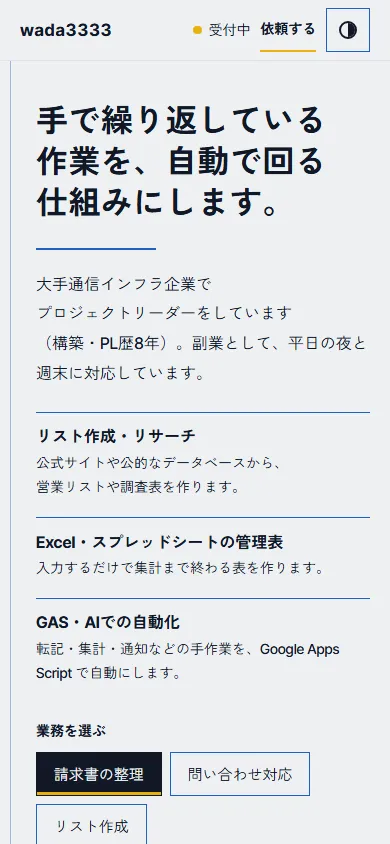 wada3333
受付中 依頼する
手で繰り返している
作業を、自動で回る
仕組みにします。
大手通信インフラ企業で
プロジェクトリーダーをしています
（構築・PL歴8年）。副業として、平日の夜と
週末に対応しています。
リスト作成・リサーチ
公式サイトや公的なデータベースから、
営業リストや調査表を作ります。
Excel・スプレッドシートの管理表
入力するだけで集計まで終わる表を作ります。
GAS・AIでの自動化
転記・集計・通知などの手作業を、Google Apps
Script で自動にします。
業務を選ぶ
請求書の整理 問い合わせ対応
リスト作成